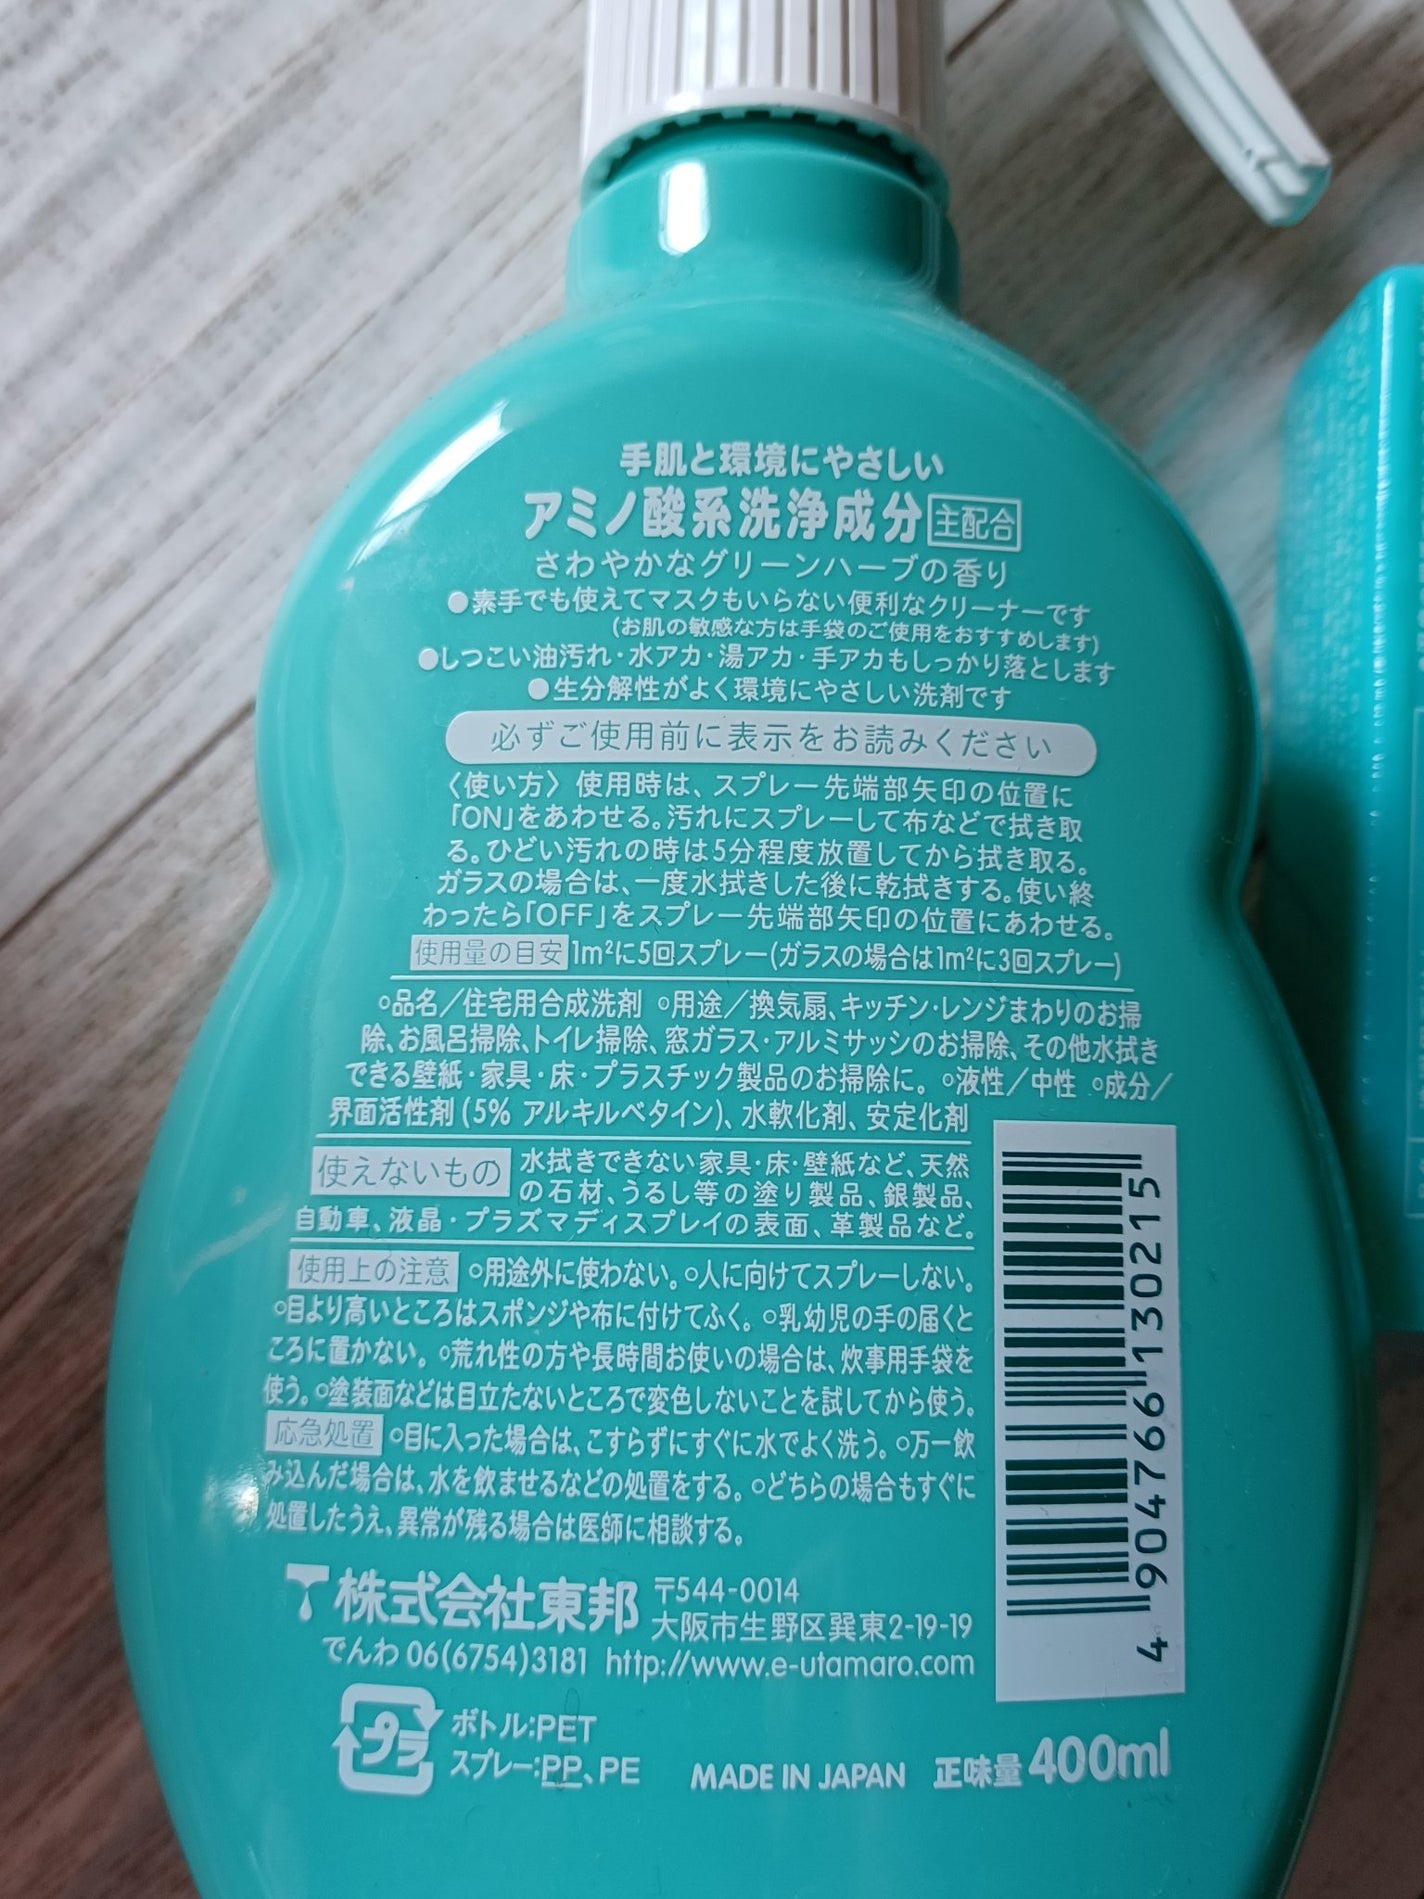 手肌と環境にやさしい
アミノ酸系洗浄成分 主配合
さわやかなグリーンハーブの香り
●素手でも使えてマスクもいらない便利なクリーナーです
(お肌の敏感な方は手袋のご使用をおすすめします)
●しつこい油汚れ・水アカ・湯アカ・手アカもしっかり落とします
●生分解性がよく環境にやさしい洗剤です
必ずご使用前に表示をお読みください
〈使い方〉使用時は、スプレー先端部矢印の位置に
「ON」をあわせる。汚れにスプレーして布などで拭き取
る。ひどい汚れの時は5分程度放置してから拭き取る。
ガラスの場合は、一度水拭きした後に乾拭きする。使い終
わったら「OFF」をスプレー先端部矢印の位置にあわせる。
使用量の目安 1m²に5回スプレー(ガラスの場合は1m²に3回スプレー)
○品名/住宅用合成洗剤 ○用途/換気扇、キッチン・レンジまわりのお掃
除、お風呂掃除、トイレ掃除、窓ガラス・アルミサッシのお掃除、その他水拭き
できる壁紙・家具・床・プラスチック製品のお掃除に。 ○液性/中性 ○成分/
界面活性剤(5% アルキルベタイン)、水軟化剤、安定化剤
使えないもの 水拭きできない家具・床・壁紙など、天然
の石材、うるし等の塗り製品、銀製品、
自動車、液晶・プラズマディスプレイの表面、革製品など。
使用上の注意 ○用途外に使わない。○人に向けてスプレーしない。
○目より高いところはスポンジや布に付けてふく。○乳幼児の手の届くと
ころに置かない。○荒れ性の方や長時間お使いの場合は、炊事用手袋を
使う。○塗装面などは目立たないところで変色しないことを試してから使う。
応急処置 ○目に入った場合は、こすらずにすぐに水でよく洗う。○万一飲
み込んだ場合は、水を飲ませるなどの処置をする。○どちらの場合もすぐに
処置したうえ、異常が残る場合は医師に相談する。
株式会社東邦 〒544-0014
大阪市生野区巽東2-19-19
でんわ 06(6754)3181 http://www.e-utamaro.com
プラ
ボトル:PET
スプレー:PP、PE
MADE IN JAPAN 正味量 400ml
4 904766 130215